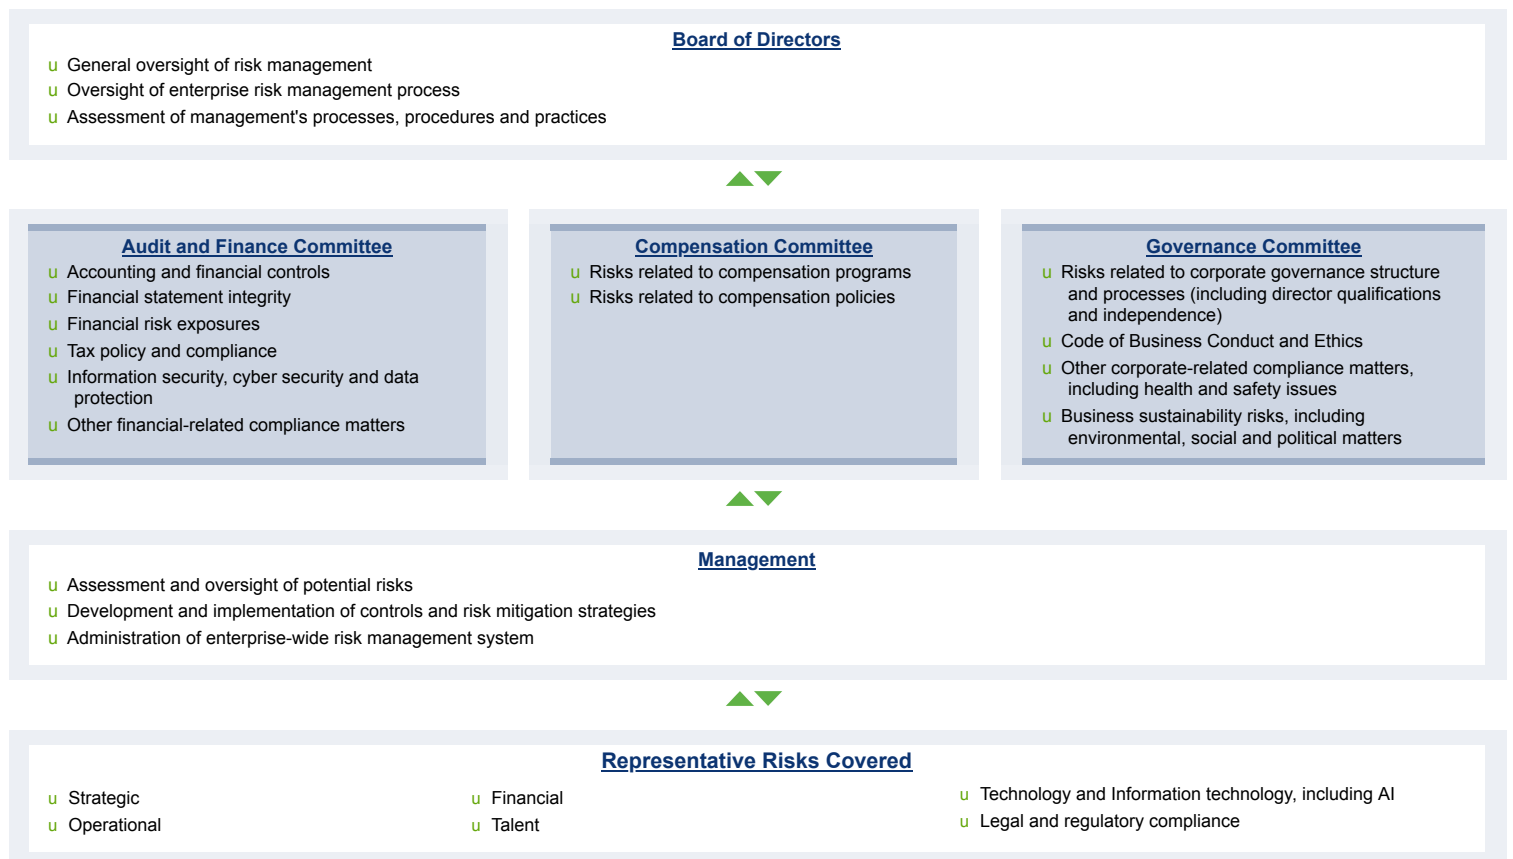 Board of Directors
u General oversight of risk management
u Oversight of enterprise risk management process
u Assessment of management's processes, procedures and practices
Audit and Finance Committee
u Accounting and financial controls
u Financial statement integrity
u Financial risk exposures
u Tax policy and compliance
u Information security, cyber security and data
protection
u Other financial-related compliance matters
Compensation Committee
u Risks related to compensation programs
u Risks related to compensation policies
Governance Committee
u Risks related to corporate governance structure
and processes (including director qualifications
and independence)
u Code of Business Conduct and Ethics
u Other corporate-related compliance matters,
including health and safety issues
u Business sustainability risks, including
environmental, social and political matters
Management
u Assessment and oversight of potential risks
u Development and implementation of controls and risk mitigation strategies
u Administration of enterprise-wide risk management system
Representative Risks Covered
u Strategic
u Operational
u Financial
u Talent
u Technology and Information technology, including AI
u Legal and regulatory compliance